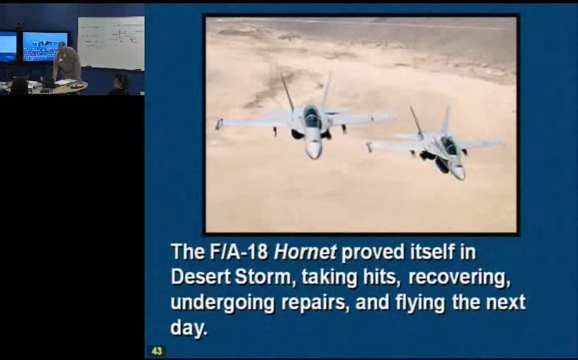 The F/A-18 Hornet proved itself in
Desert Storm, taking hits, recovering,
undergoing repairs, and flying the next
day.
43